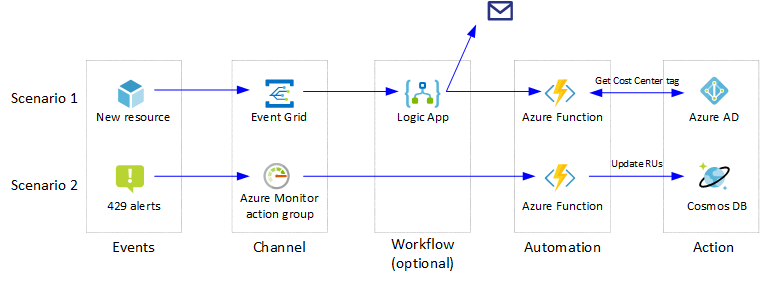 Scenario 1
New resource
Event Grid
Logic App
Azure Function
Get Cost Center tag
Azure AD
Scenario 2
429 alerts
Azure Monitor
action group
Azure Function
Update RUs
Cosmos DB
Events
Channel
Workflow
(optional)
Automation
Action